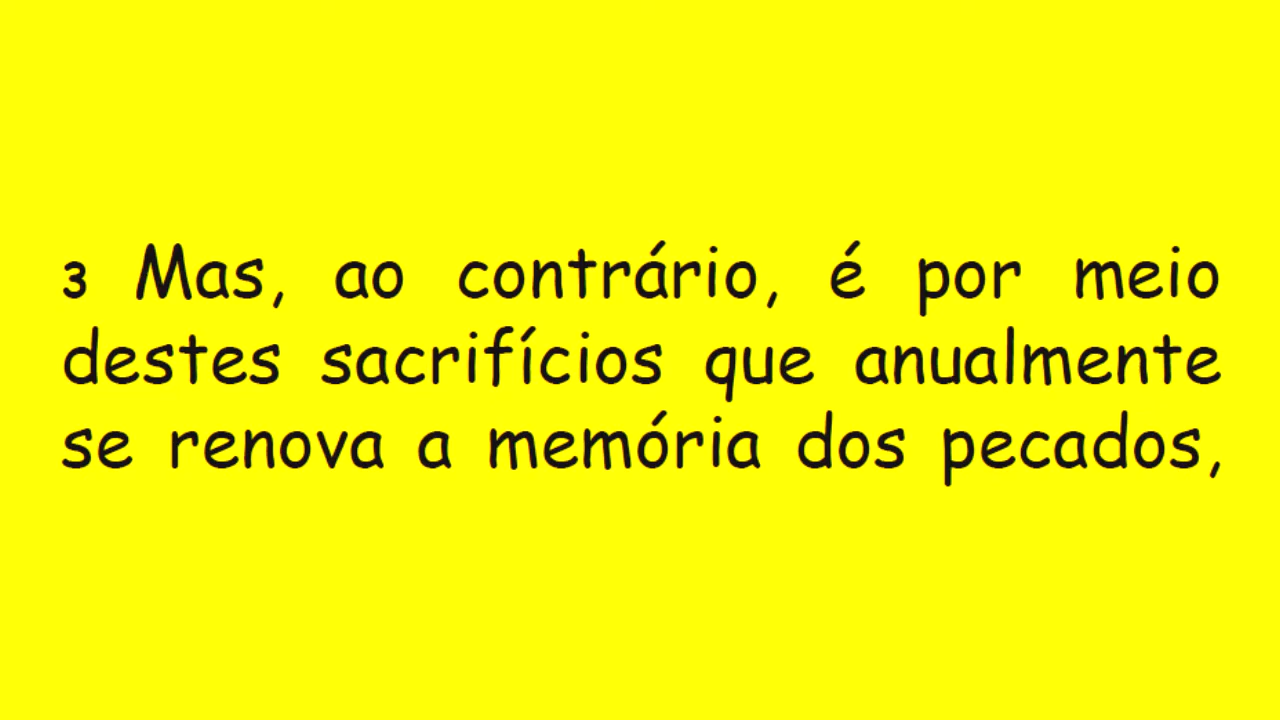 3 Mas, ao contrário, é por meio
destes sacrifícios que anualmente
se renova a memória dos pecados,